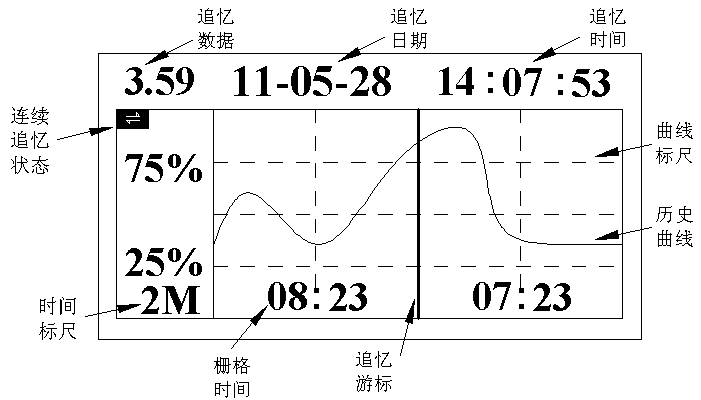 追忆
数据
追忆
日期
追忆
时间
3.59
11-05-28
14:07:53
连续
追忆
状态
75%
25%
2M
08:23
07:23
曲线
标尺
历史
曲线
时间
标尺
栅格
时间
追忆
游标